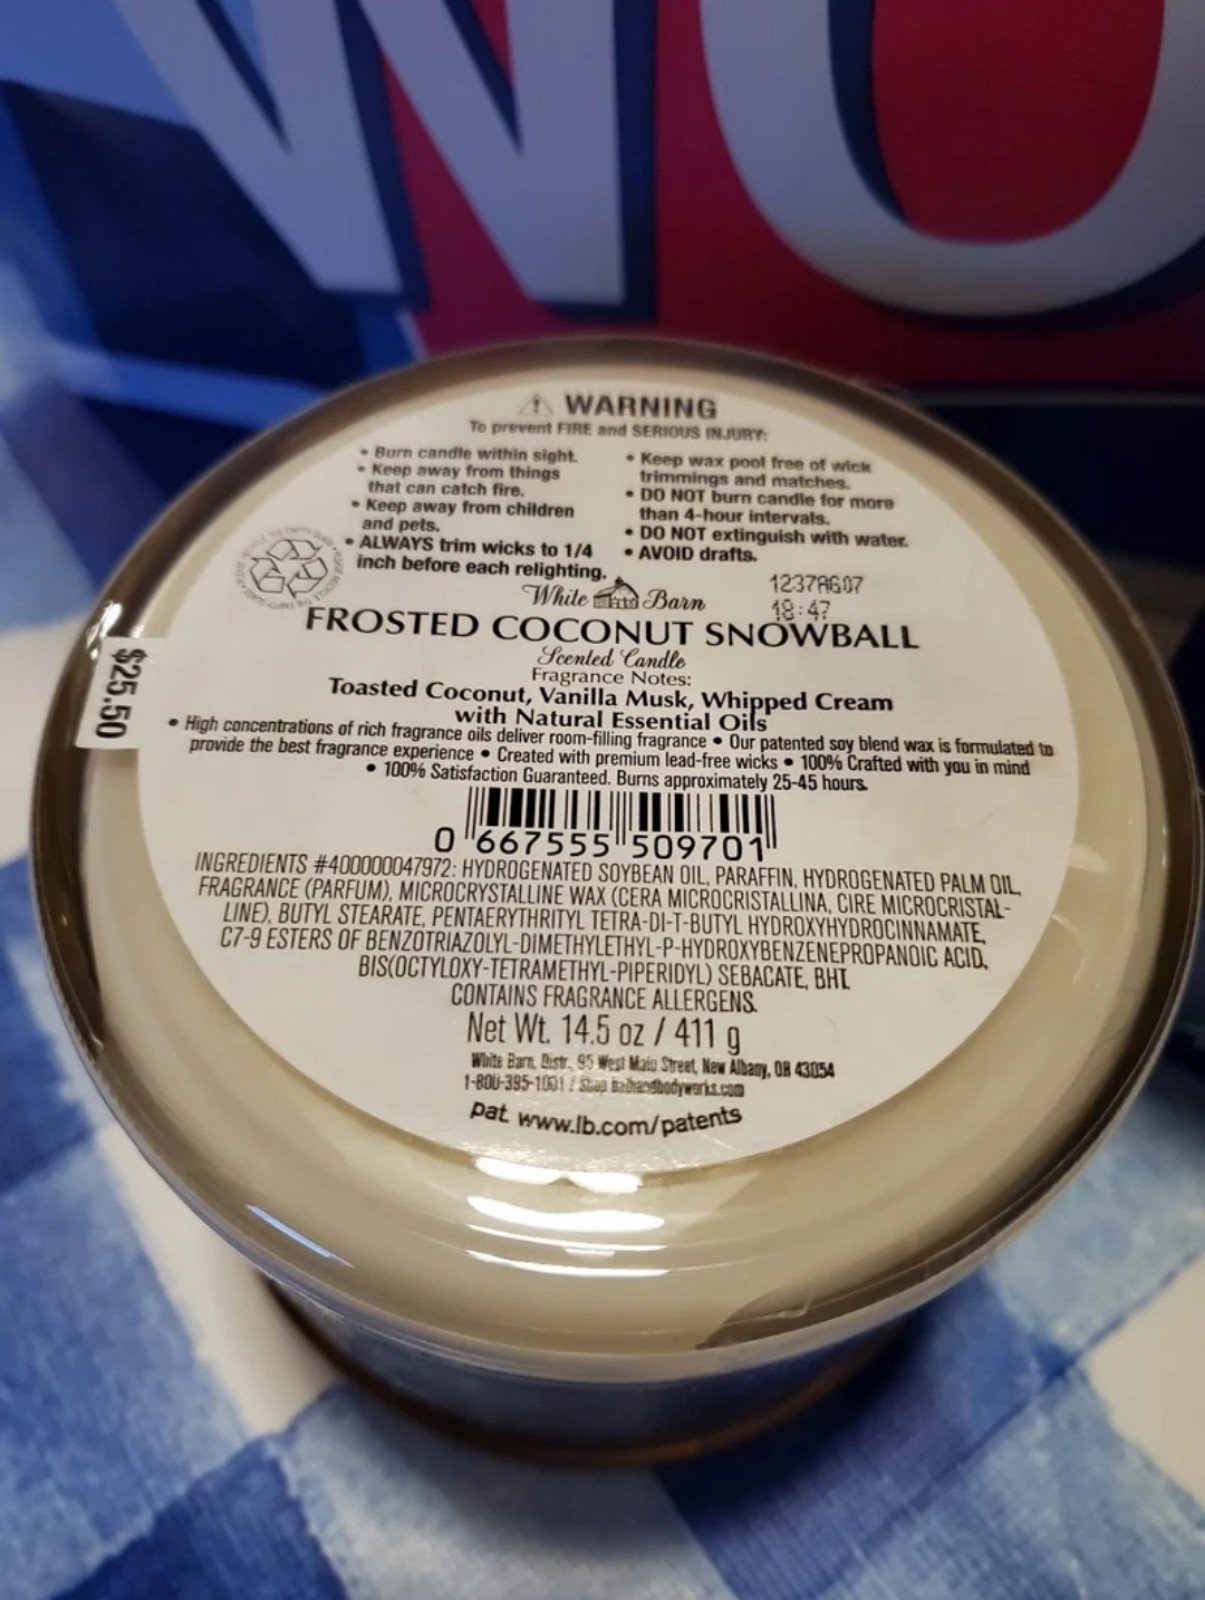 WO
⚠ WARNING
To prevent FIRE and SERIOUS INJURY:
• Burn candle within sight.
• Keep away from things
that can catch fire.
• Keep away from children
and pets.
• ALWAYS trim wicks to 1/4
inch before each relighting.
• Keep wax pool free of wick
trimmings and matches.
• DO NOT burn candle for more
than 4-hour intervals.
• DO NOT extinguish with water.
• AVOID drafts.
1237AG07
18:47
White Barn
FROSTED COCONUT SNOWBALL
Scented Candle
Fragrance Notes:
Toasted Coconut, Vanilla Musk, Whipped Cream
with Natural Essential Oils
• High concentrations of rich fragrance oils deliver room-filling fragrance • Our patented soy blend wax is formulated to
provide the best fragrance experience • Created with premium lead-free wicks • 100% Crafted with you in mind
• 100% Satisfaction Guaranteed. Burns approximately 25-45 hours.
$25.50
0 667555 509701
INGREDIENTS #400000047972: HYDROGENATED SOYBEAN OIL, PARAFFIN, HYDROGENATED PALM OIL,
FRAGRANCE (PARFUM), MICROCRYSTALLINE WAX (CERA MICROCRISTALLINA, CIRE MICROCRISTAL-
LINE), BUTYL STEARATE, PENTAERYTHRITYL TETRA-DI-T-BUTYL HYDROXYHYDROCINNAMATE,
C7-9 ESTERS OF BENZOTRIAZOLYL-DIMETHYLETHYL-P-HYDROXYBENZENEPROPANOIC ACID,
BIS(OCTYLOXY-TETRAMETHYL-PIPERIDYL) SEBACATE, BHT.
CONTAINS FRAGRANCE ALLERGENS.
Net Wt. 14.5 oz / 411 g
White Barn, Distr. 95 West Main Street, New Albany, OH 43054
1-800-395-1001 / Shop bathandbodyworks.com
pat. www.lb.com/patents